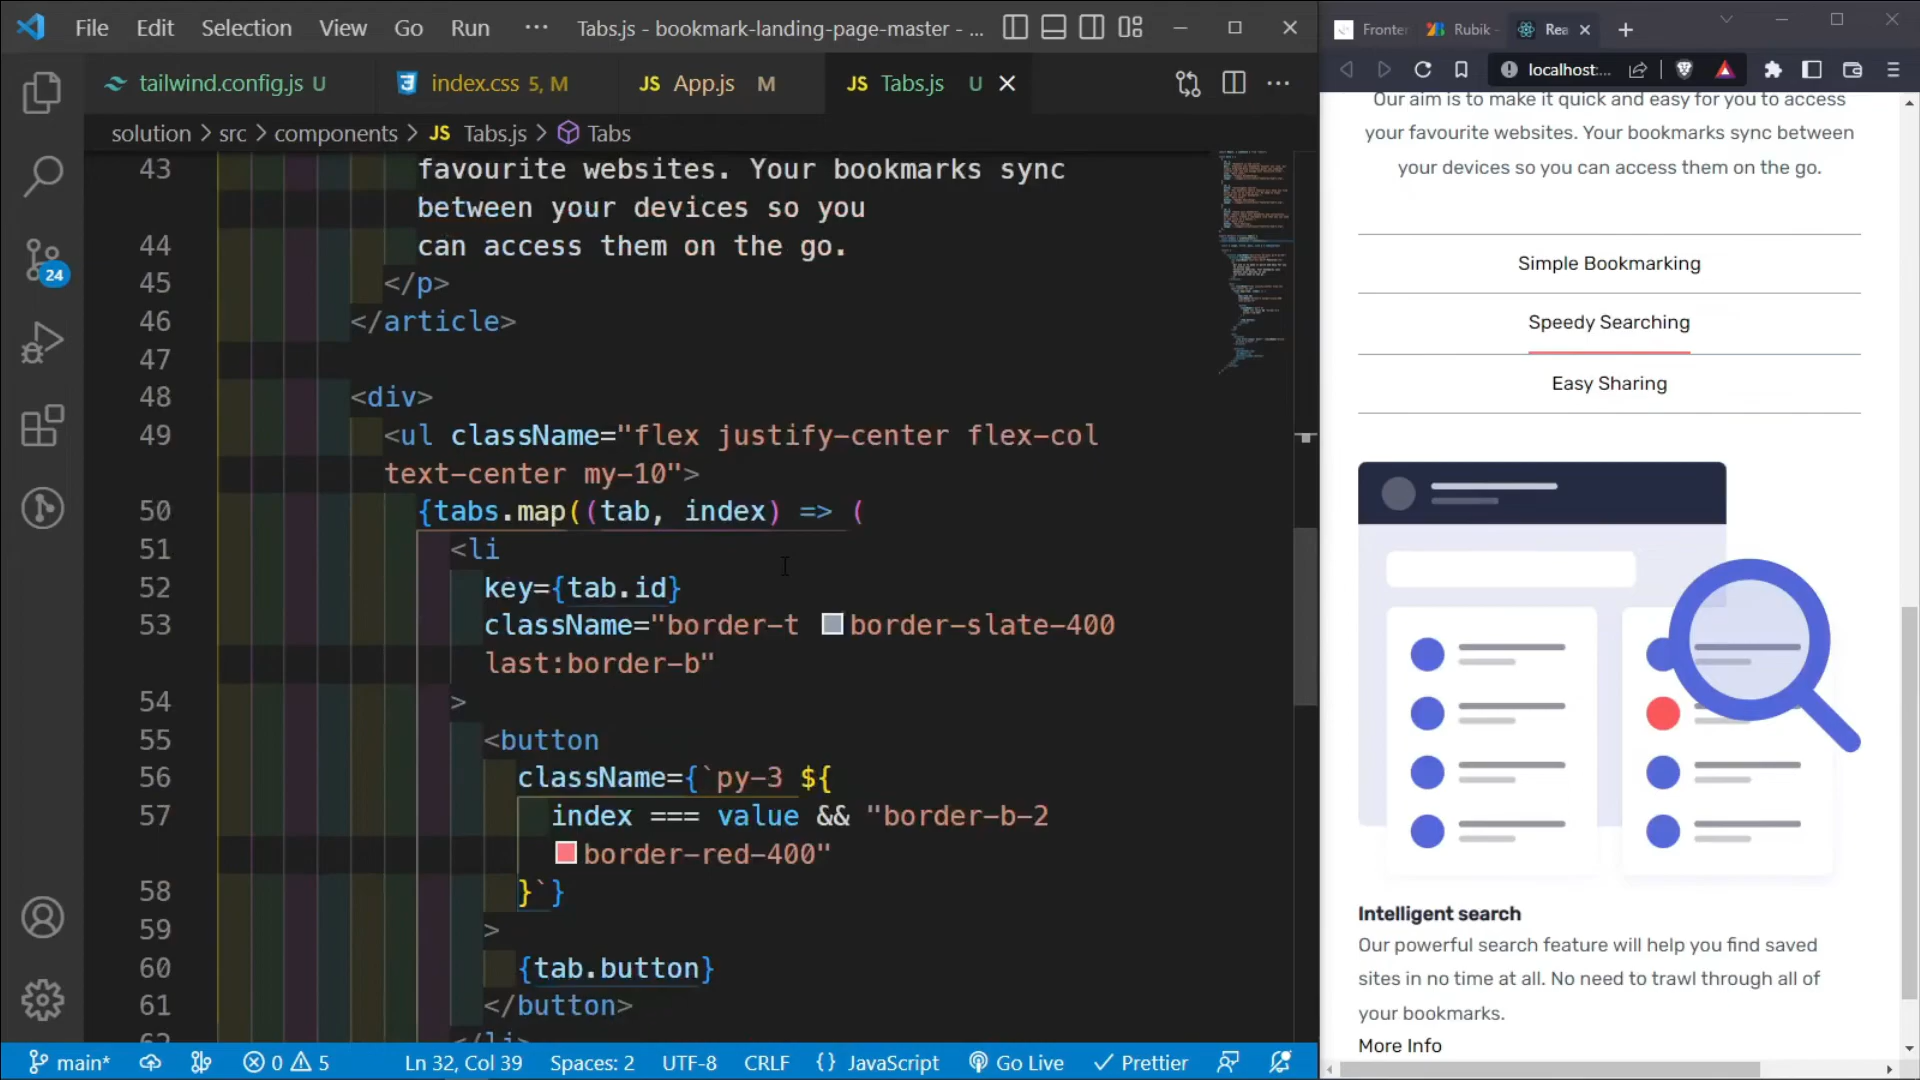 File Edit Selection View Go Run ··· Tabs.js - bookmark-landing-page-master - ...
tailwind.config.js U index.css 5, M JS App.js M JS Tabs.js U
solution > src > components > JS Tabs.js > Tabs
43 favourite websites. Your bookmarks sync
between your devices so you
44 can access them on the go.
45 </p>
46 </article>
47
48 <div>
49 <ul className="flex justify-center flex-col
text-center my-10">
50 {tabs.map((tab, index) => (
51 <li
52 key={tab.id}
53 className="border-t border-slate-400
last:border-b"
54 >
55 <button
56 className={`py-3 ${
57 index === value && "border-b-2
border-red-400"
58 }`}
59 >
60 {tab.button}
61 </button>
24
main* 0 5 Ln 32, Col 39 Spaces: 2 UTF-8 CRLF {} JavaScript Go Live Prettier
Fronter Rubik - Rea
localhost:...
Our aim is to make it quick and easy for you to access
your favourite websites. Your bookmarks sync between
your devices so you can access them on the go.
Simple Bookmarking
Speedy Searching
Easy Sharing
Intelligent search
Our powerful search feature will help you find saved
sites in no time at all. No need to trawl through all of
your bookmarks.
More Info